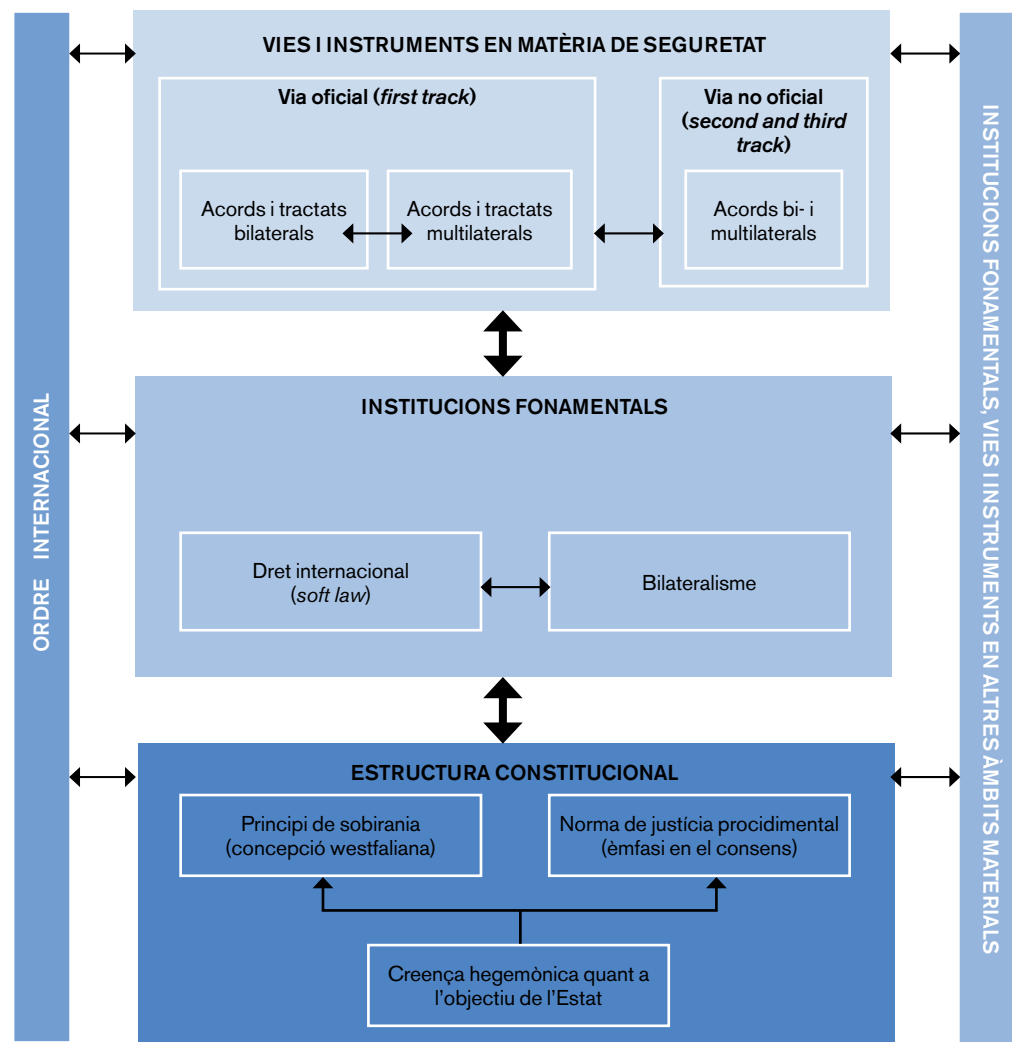 VIES I INSTRUMENTS EN MATÈRIA DE SEGURETAT
Via oficial (first track)
Acords i tractats
bilaterals
Acords i tractats
multilaterals
Via no oficial
(second and third
track)
Acords bi- i
multilaterals
INSTITUCIONS FONAMENTALS
Dret internacional
(soft law)
Bilateralisme
ESTRUCTURA CONSTITUCIONAL
Principi de sobirania
(concepció westfaliana)
Norma de justícia procidimental
(èmfasi en el consens)
Creença hegemònica quant a
l’objectiu de l’Estat
ORDRE INTERNACIONAL
INSTITUCIONS FONAMENTALS, VIES I INSTRUMENTS EN ALTRES ÀMBITS MATERIALS